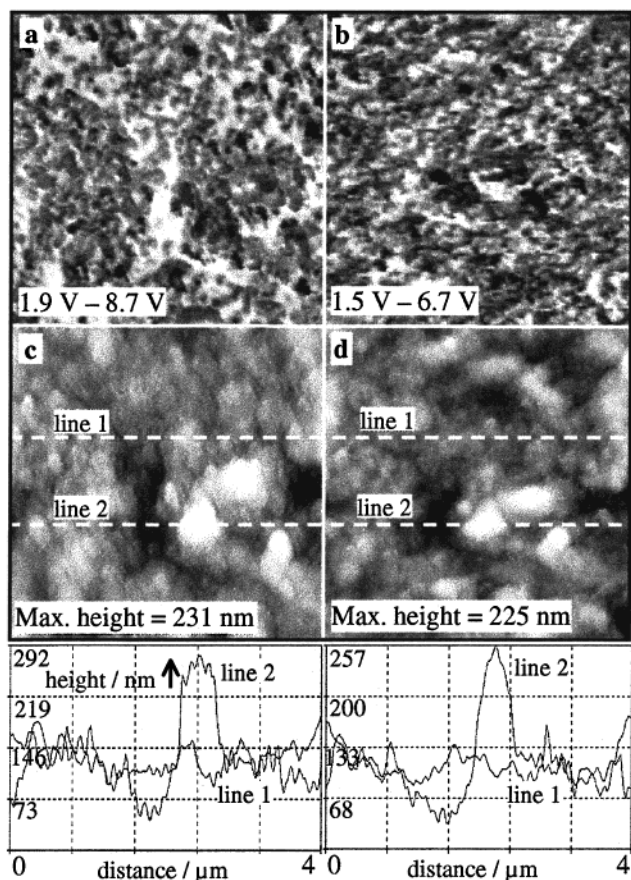 a
b
1.9 V – 8.7 V
1.5 V – 6.7 V
c
d
line 1
line 1
line 2
line 2
Max. height = 231 nm
Max. height = 225 nm
292
height / nm
line 2
219
146
line 1
73
0
distance / µm
4
257
line 2
200
133
line 1
68
0
distance / µm
4